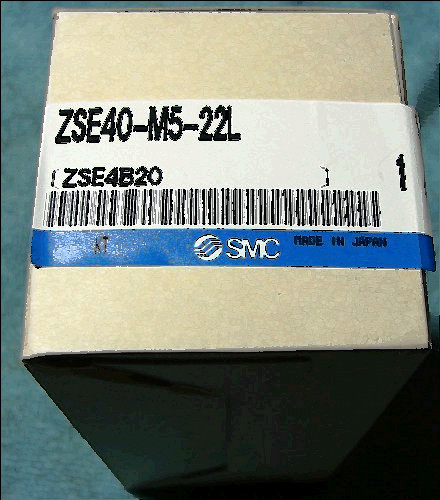 ZSE40-M5-22L
1
[ZSE4B20 ]
KT SMC MADE IN JAPAN